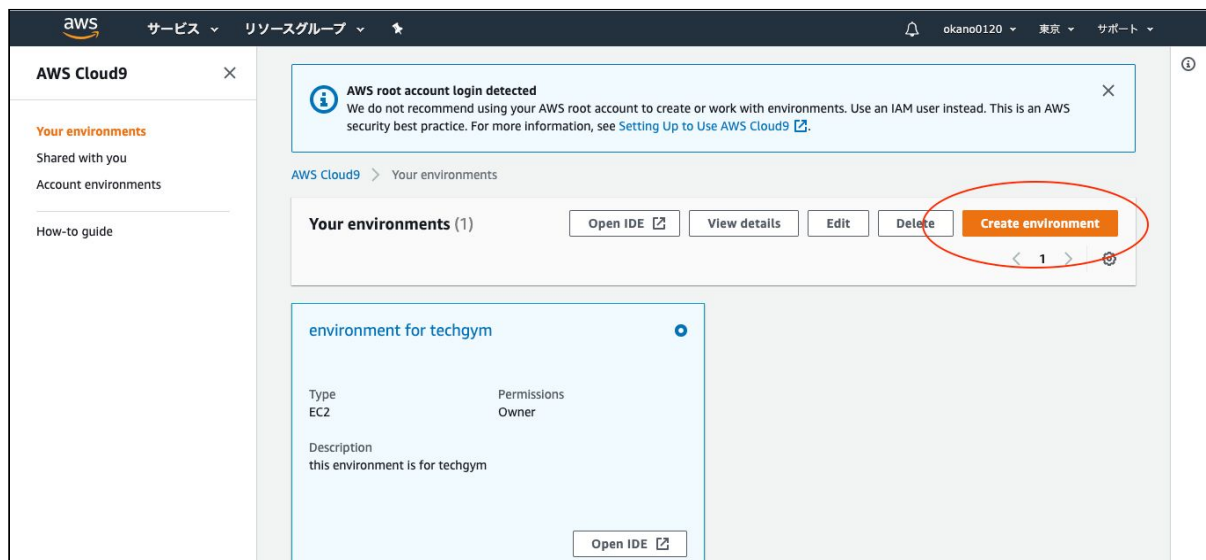 aws サービス リソースグループ okano0120 東京 サポート
AWS Cloud9
Your environments
Shared with you
Account environments
How-to guide
AWS root account login detected
We do not recommend using your AWS root account to create or work with environments. Use an IAM user instead. This is an AWS
security best practice. For more information, see Setting Up to Use AWS Cloud9.
AWS Cloud9 > Your environments
Your environments (1) Open IDE View details Edit Delete Create environment
< 1 >
environment for techgym
Type Permissions
EC2 Owner
Description
this environment is for techgym
Open IDE